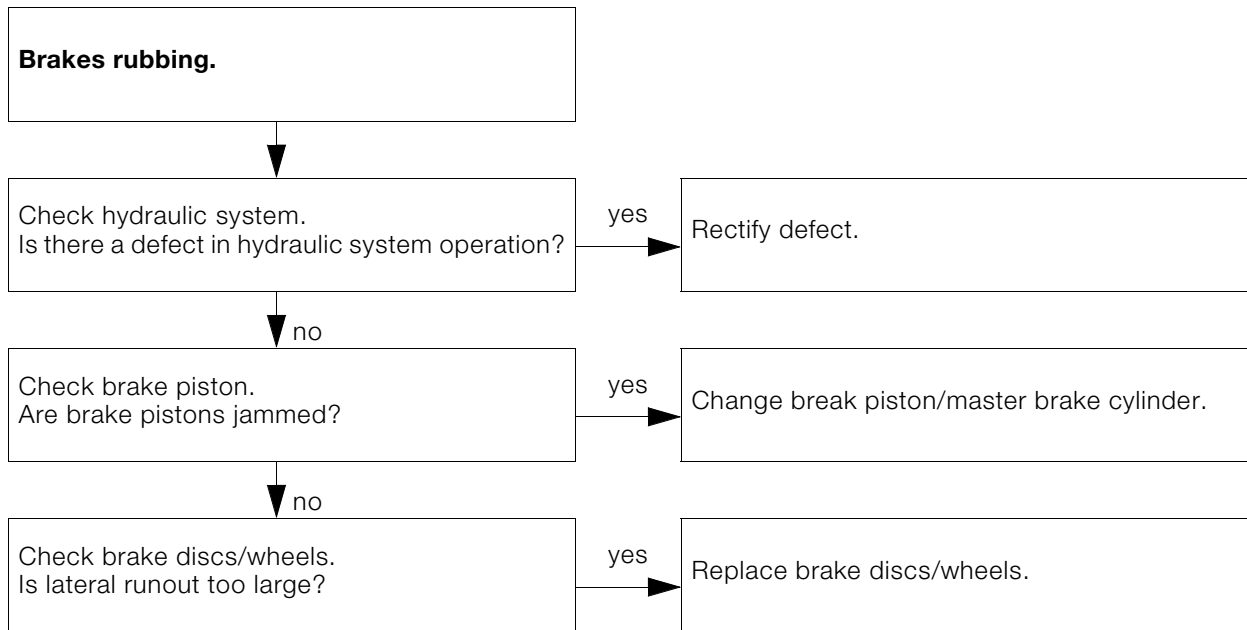 Brakes rubbing.
Check hydraulic system.
Is there a defect in hydraulic system operation?
yes
Rectify defect.
no
Check brake piston.
Are brake pistons jammed?
yes
Change break piston/master brake cylinder.
no
Check brake discs/wheels.
Is lateral runout too large?
yes
Replace brake discs/wheels.